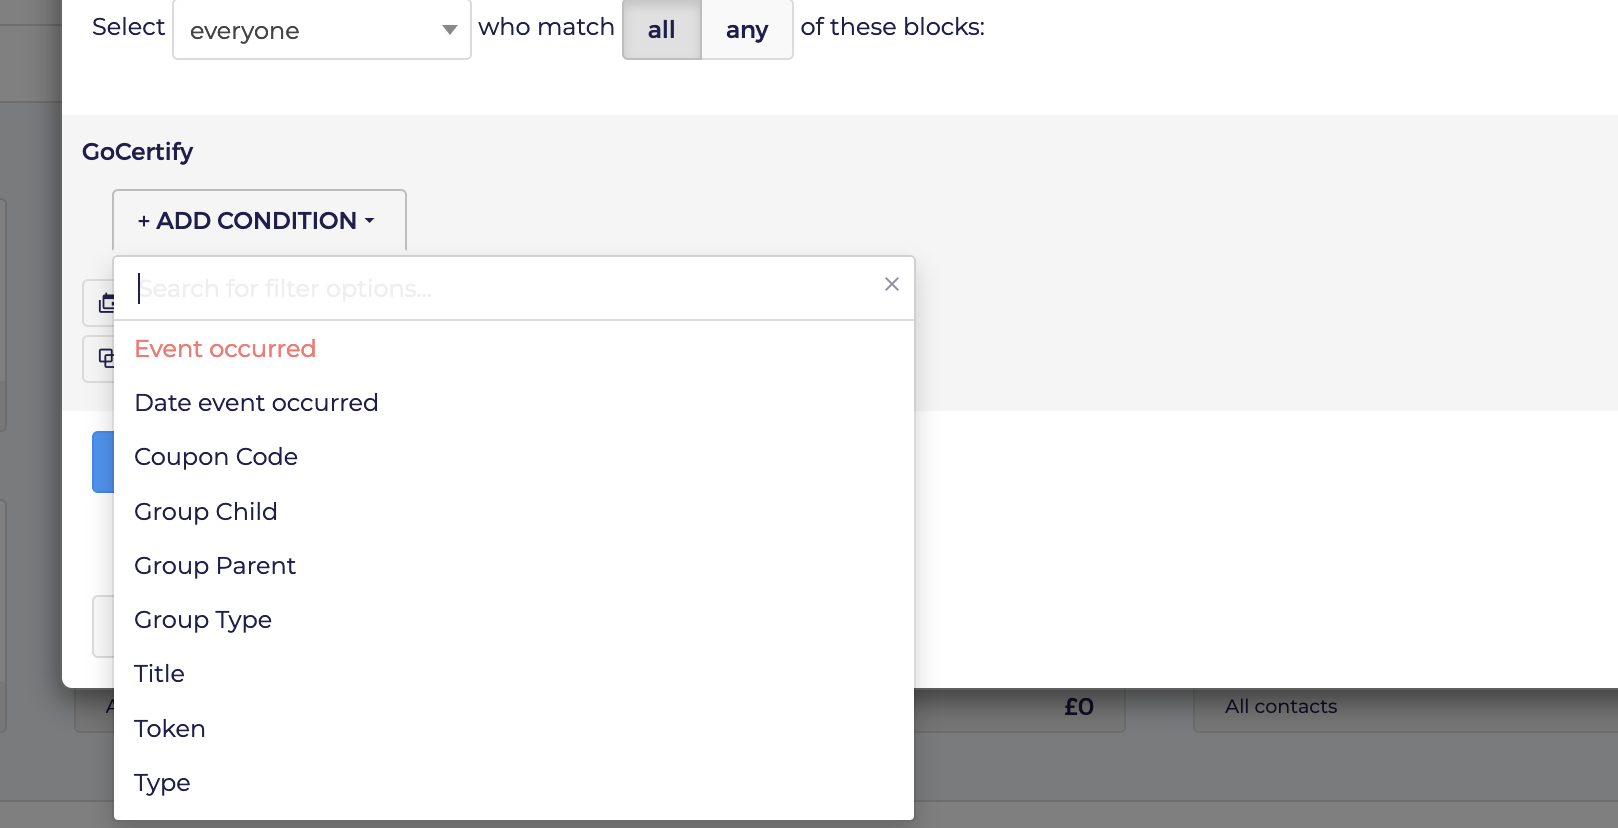 Select everyone who match all any of these blocks:
GoCertify
+ ADD CONDITION
Search for filter options...
Event occurred
Date event occurred
Coupon Code
Group Child
Group Parent
Group Type
Title
£0 All contacts
Token
Type